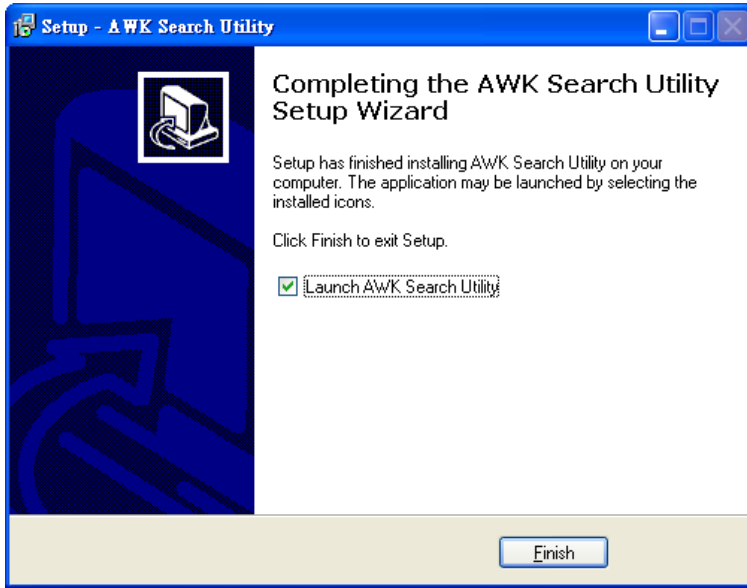 Setup - AWK Search Utility
Completing the AWK Search Utility
Setup Wizard
Setup has finished installing AWK Search Utility on your
computer. The application may be launched by selecting the
installed icons.
Click Finish to exit Setup.
Launch AWK Search Utility
Finish